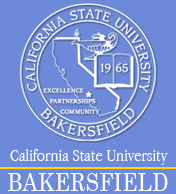 CALIFORNIA STATE UNIVERSITY
19 65
EXCELLENCE
PARTNERSHIPS
COMMUNITY
BAKERSFIELD
California State University
BAKERSFIELD